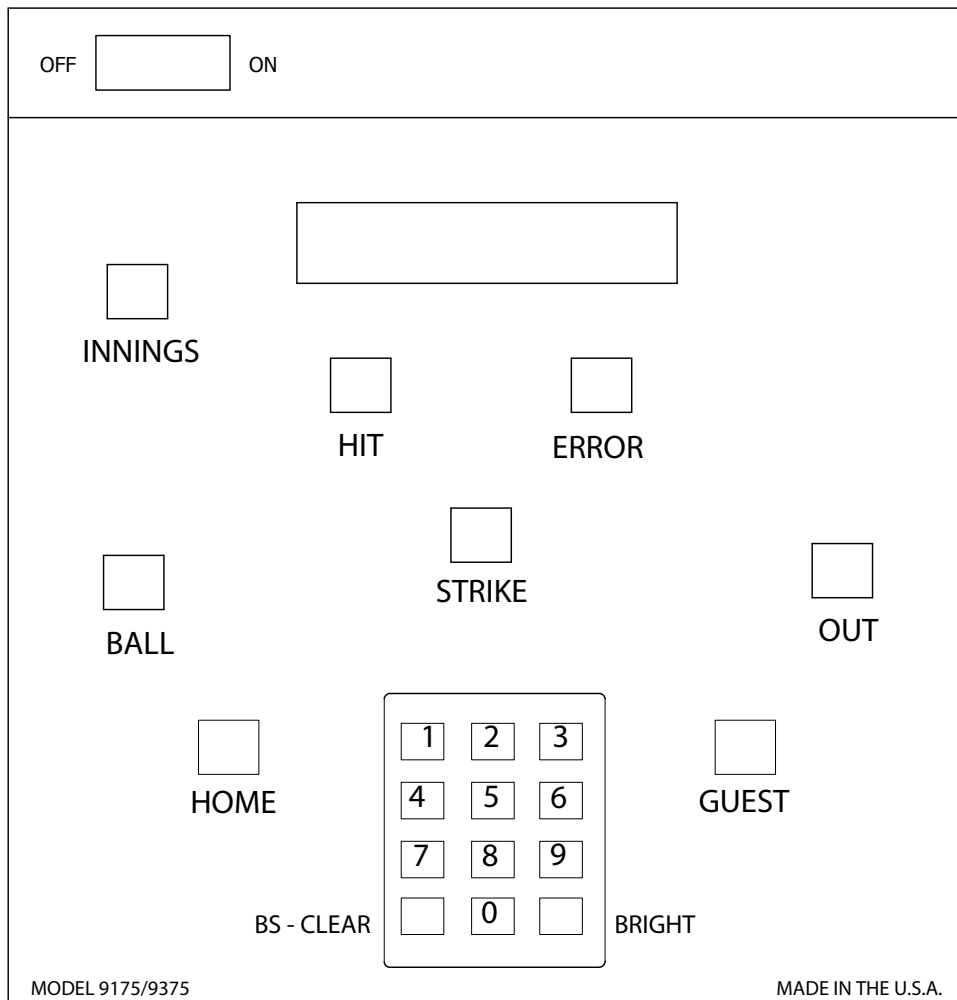 OFF ON
INNINGS
HIT ERROR
STRIKE
BALL OUT
1 2 3
HOME 4 5 6 GUEST
7 8 9
BS - CLEAR 0 BRIGHT
MODEL 9175/9375 MADE IN THE U.S.A.